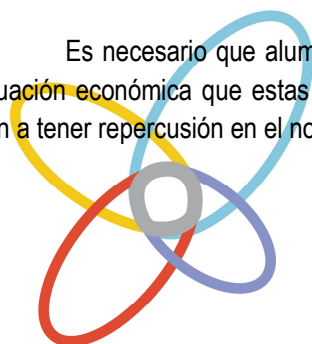 Es necesario que alum
uación económica que estas
n a tener repercusión en el no